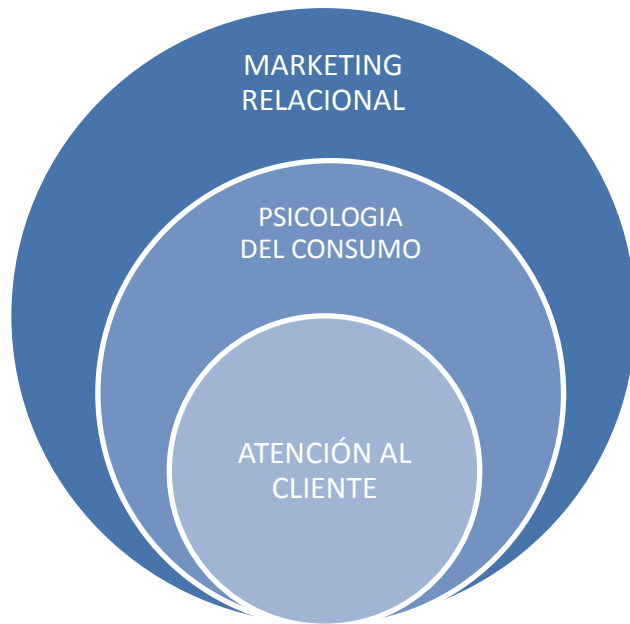 MARKETING
RELACIONAL
PSICOLOGIA
DEL CONSUMO
ATENCIÓN AL
CLIENTE